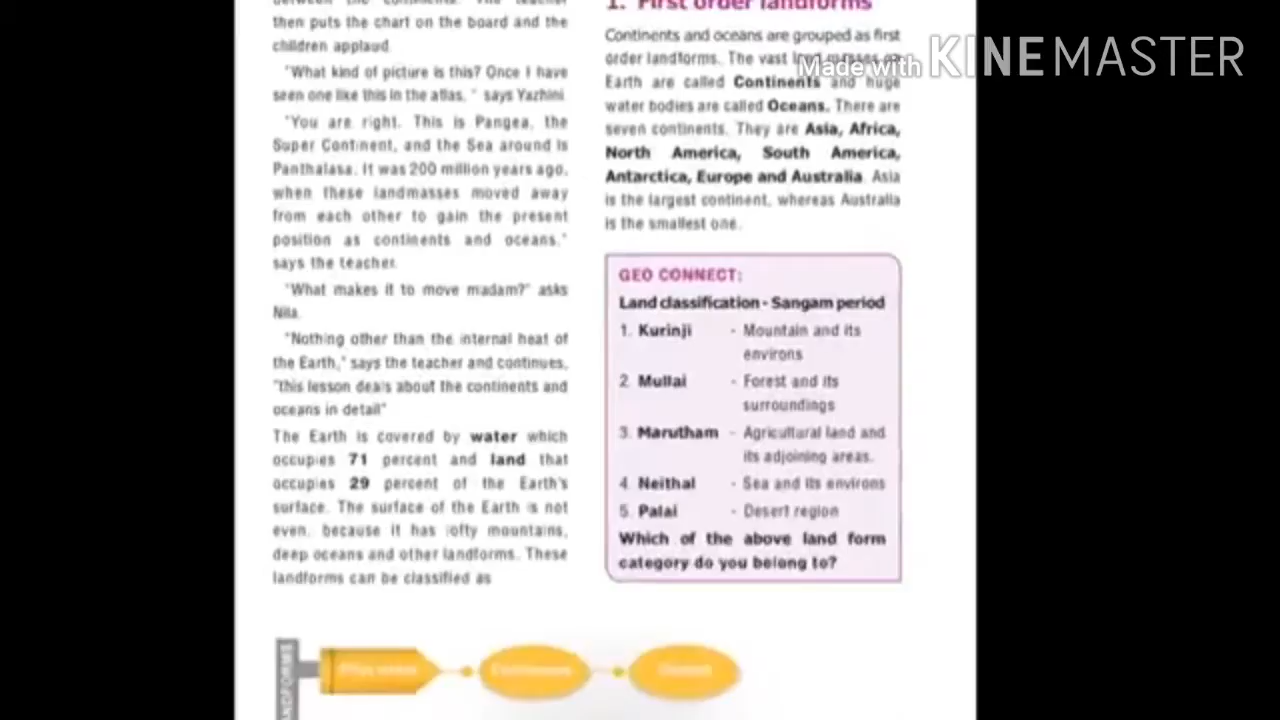 between the continents. The teacher
then puts the chart on the board and the
children applaud.
"What kind of picture is this? Once I have
seen one like this in the atlas, " says Yazhini.
"You are right. This is Pangea, the
Super Continent, and the Sea around is
Panthalasa. It was 200 million years ago,
when these landmasses moved away
from each other to gain the present
position as continents and oceans,"
says the teacher.
"What makes it to move madam?" asks
Nila.
"Nothing other than the internal heat of
the Earth," says the teacher and continues,
"this lesson deals about the continents and
oceans in detail"
The Earth is covered by water which
occupies 71 percent and land that
occupies 29 percent of the Earth's
surface. The surface of the Earth is not
even, because it has lofty mountains,
deep oceans and other landforms. These
landforms can be classified as
1. First order landforms
Continents and oceans are grouped as first
order landforms. The vast land masses on
Earth are called Continents and huge
water bodies are called Oceans. There are
seven continents. They are Asia, Africa,
North America, South America,
Antarctica, Europe and Australia. Asia
is the largest continent, whereas Australia
is the smallest one.
GEO CONNECT:
Land classification - Sangam period
1. Kurinji - Mountain and its
environs
2. Mullai - Forest and its
surroundings
3. Marutham - Agricultural land and
its adjoining areas.
4. Neithal - Sea and its environs
5. Palai - Desert region
Which of the above land form
category do you belong to?
Made with KINEMASTER